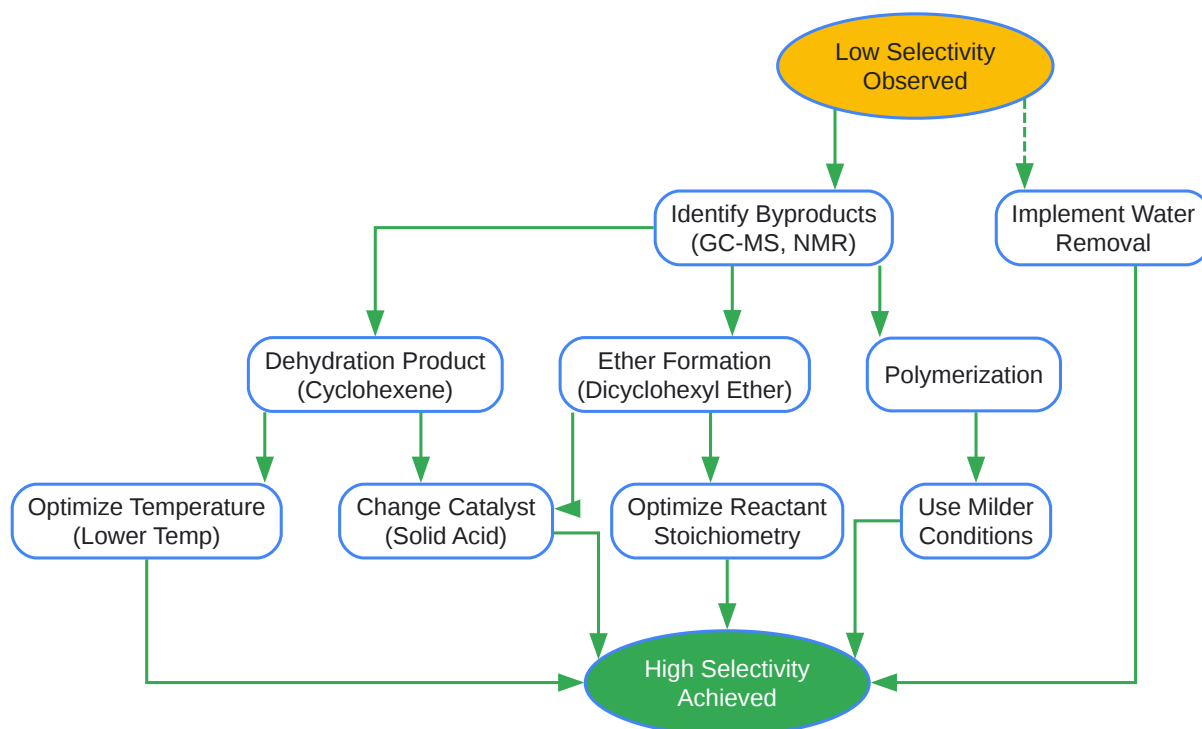 Low Selectivity
Observed
Identify Byproducts
(GC-MS, NMR)
Implement Water
Removal
Dehydration Product
(Cyclohexene)
Ether Formation
(Dicyclohexyl Ether)
Polymerization
Optimize Temperature
(Lower Temp)
Change Catalyst
(Solid Acid)
Optimize Reactant
Stoichiometry
Use Milder
Conditions
High Selectivity
Achieved